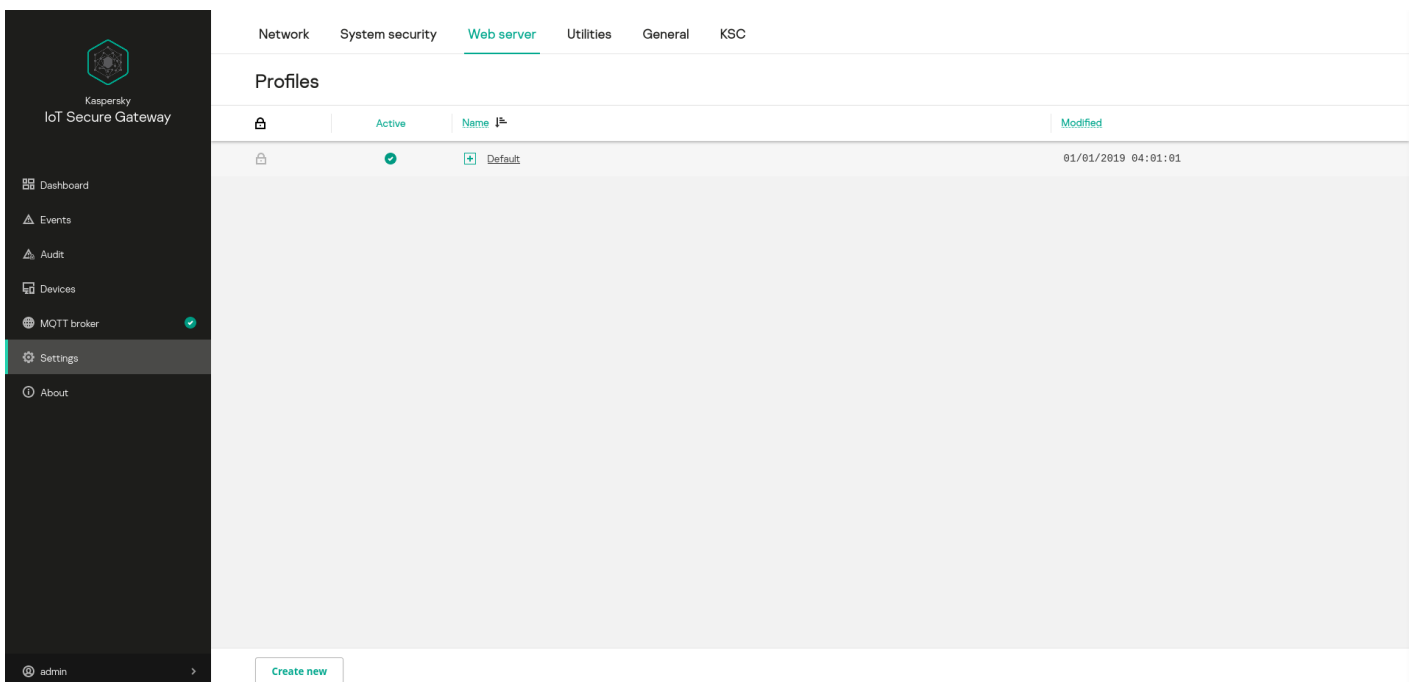 Kaspersky
IoT Secure Gateway
Dashboard
Events
Audit
Devices
MQTT broker
Settings
About
admin
Network System security Web server Utilities General KSC
Profiles
Active Name Modified
Default 01/01/2019 04:01:01
Create new